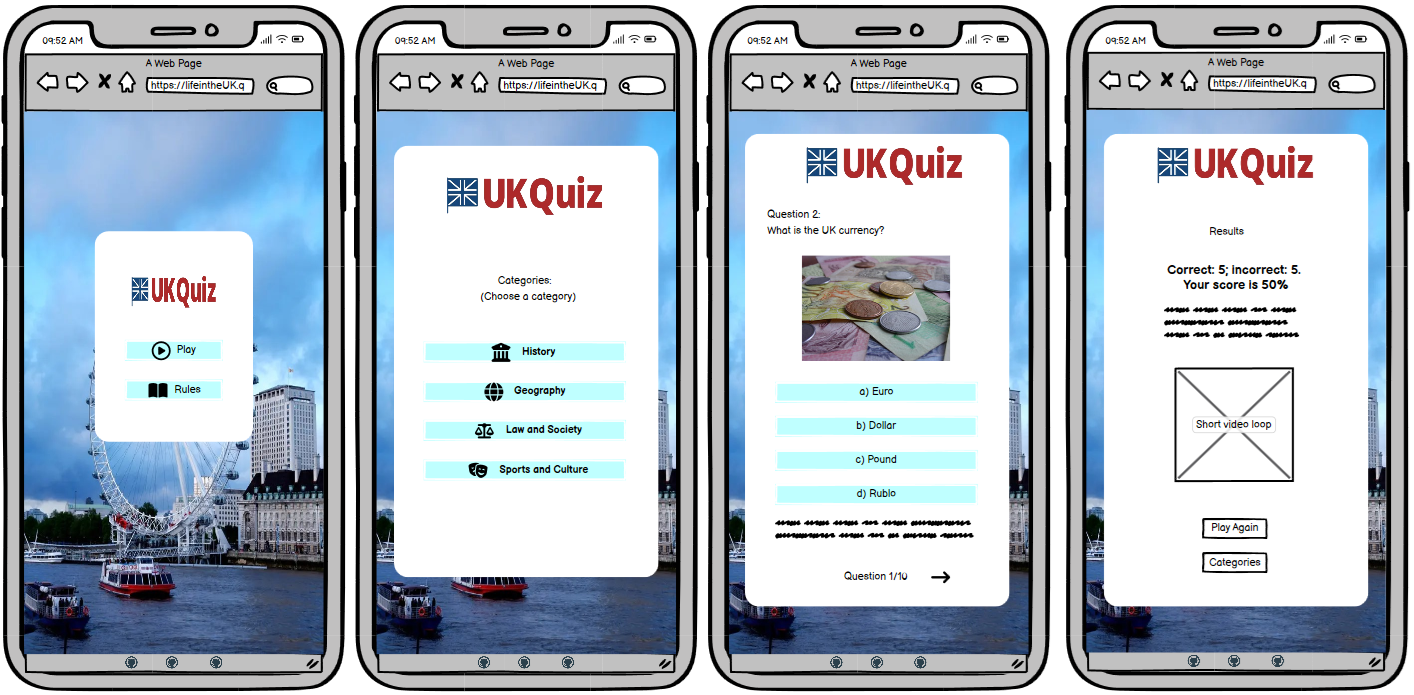 09:52 AM
A Web Page
https://lifeintheUK.q
UKQuiz
Play
Rules
09:52 AM
A Web Page
https://lifeintheUK.q
UKQuiz
Categories:
(Choose a category)
History
Geography
Law and Society
Sports and Culture
09:52 AM
A Web Page
https://lifeintheUK.q
UKQuiz
Question 2:
What is the UK currency?
a) Euro
b) Dollar
c) Pound
d) Rublo
Question 1/10
09:52 AM
A Web Page
https://lifeintheUK.q
UKQuiz
Results
Correct: 5; incorrect: 5.
Your score is 50%
Short video loop
Play Again
Categories